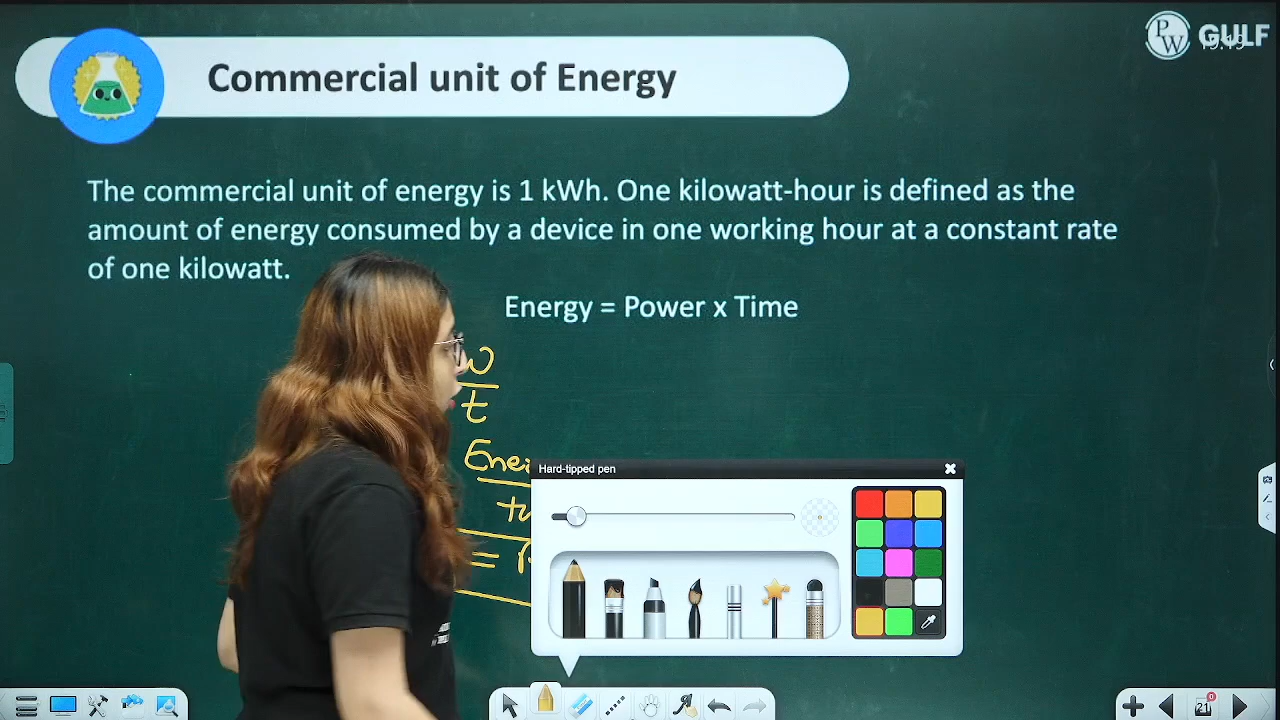 PW GULF
Commercial unit of Energy
The commercial unit of energy is 1 kWh. One kilowatt-hour is defined as the
amount of energy consumed by a device in one working hour at a constant rate
of one kilowatt.
Energy = Power x Time
w
t
Hard-tipped pen
=
21